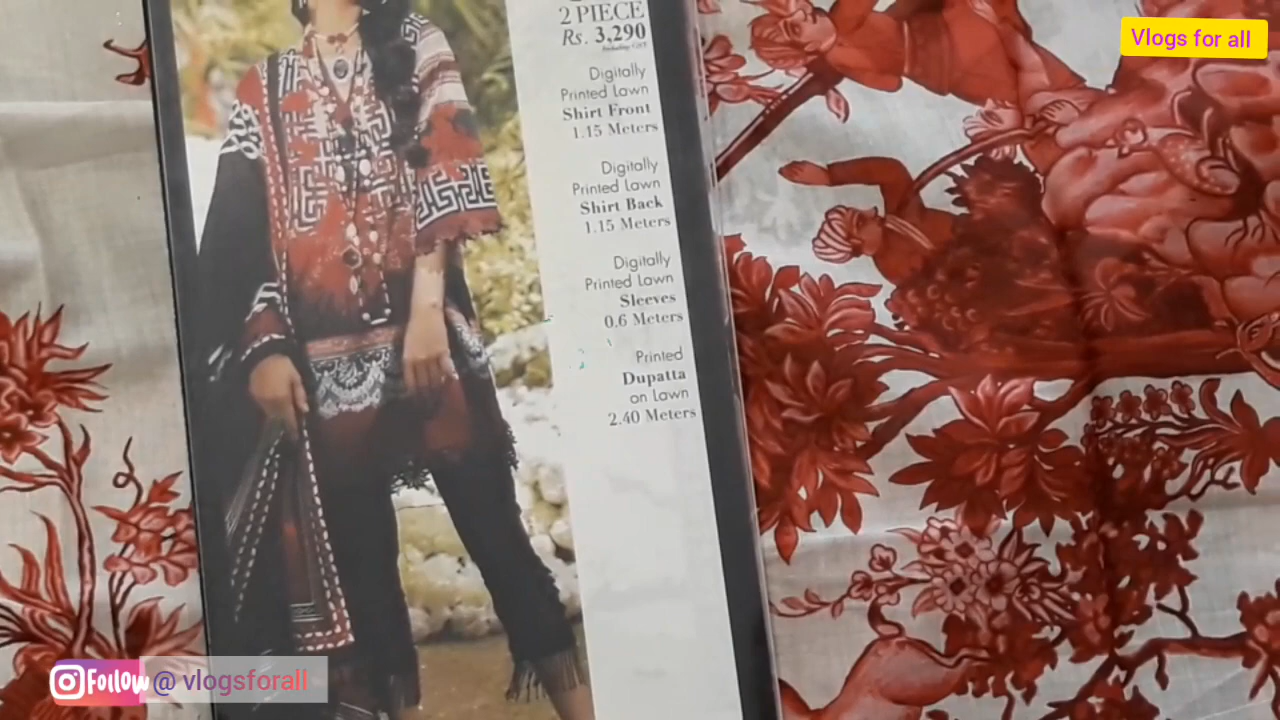 2 PIECE
Rs. 3,290
Including GST
Digitally
Printed Lawn
Shirt Front
1.15 Meters
Digitally
Printed Lawn
Shirt Back
1.15 Meters
Digitally
Printed Lawn
Sleeves
0.6 Meters
Printed
Dupatta
on Lawn
2.40 Meters
Vlogs for all
Follow @ vlogsforall